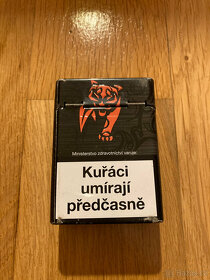 Ministerstvo zdravotnictví varuje:
Kuřáci
umírají
předčasně